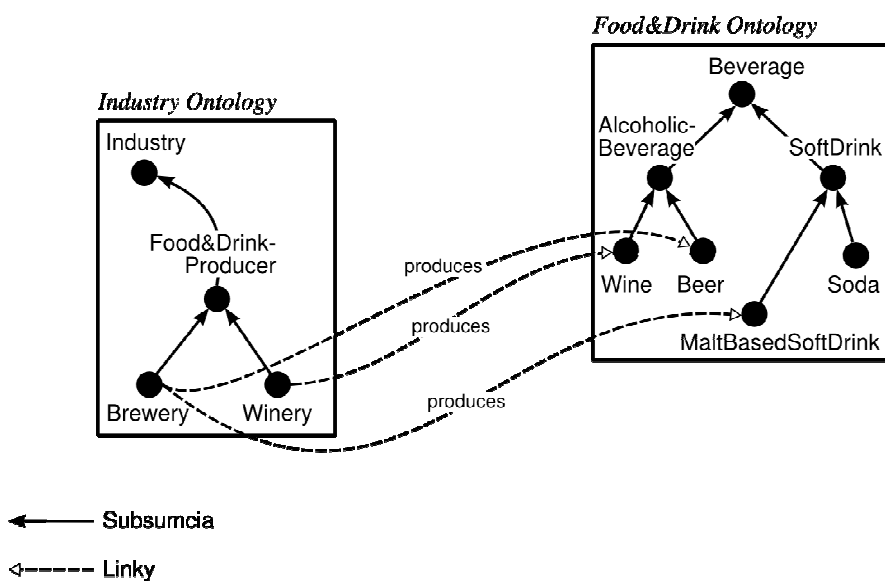 Food&Drink Ontology
Beverage
Industry Ontology
Alcoholic-
Beverage
SoftDrink
Industry
Food&Drink-
Producer
produces
Wine
Beer
Soda
produces
MaltBasedSoftDrink
produces
Brewery
Winery
Subsumcia
Linky